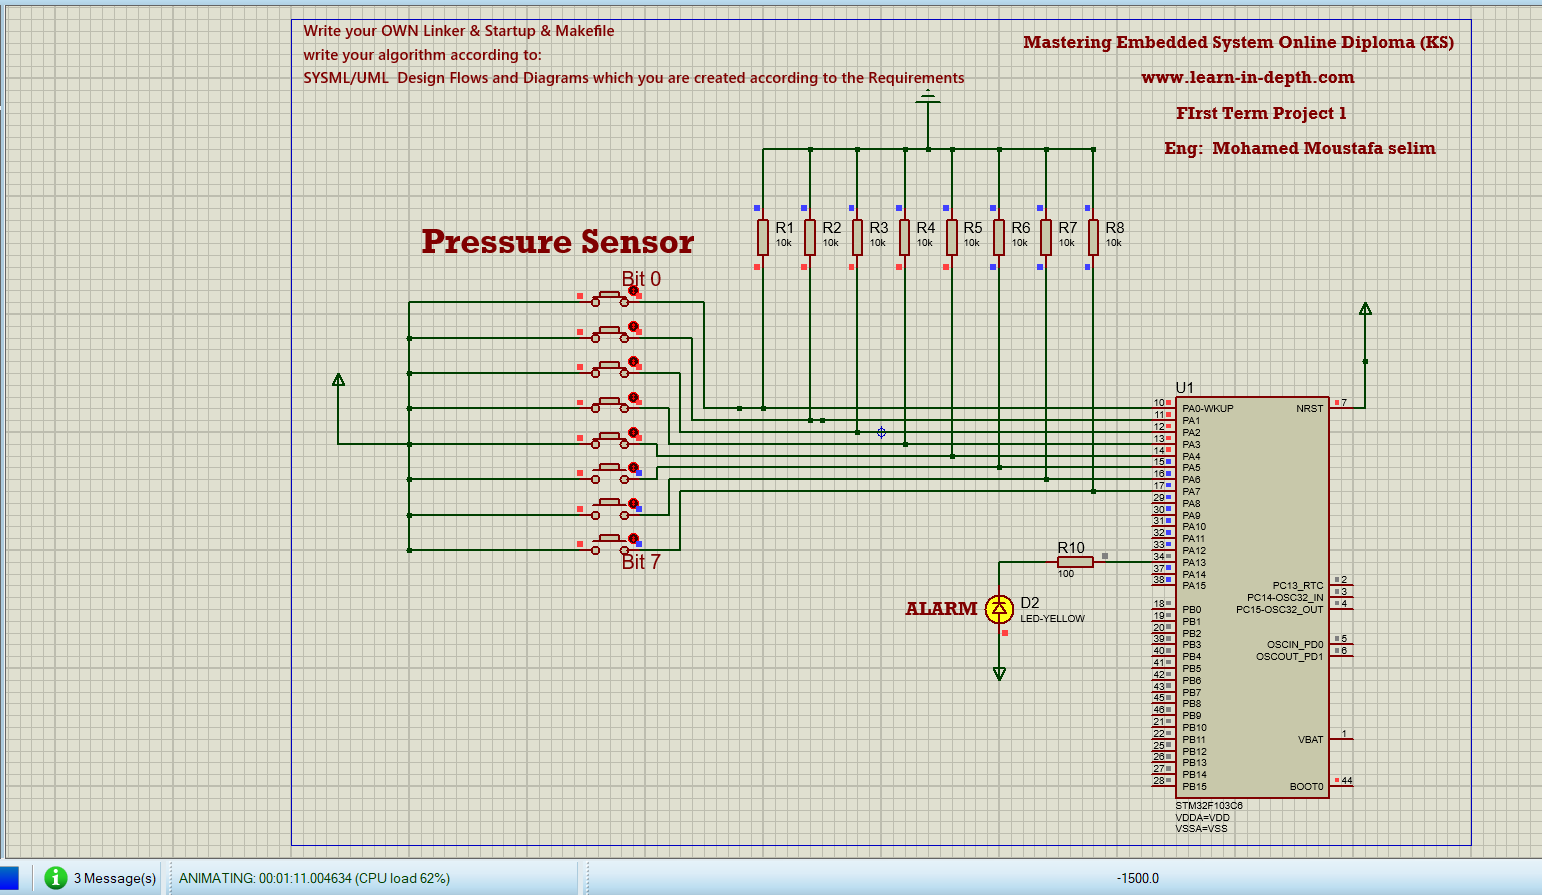 Write your OWN Linker & Startup & Makefile
write your algorithm according to:
SYSML/UML  Design Flows and Diagrams which you are created according to the Requirements
Mastering Embedded System Online Diploma (KS)
www.learn-in-depth.com
FIrst Term Project 1
Eng:  Mohamed Moustafa selim
R1
10k
R2
10k
R3
10k
R4
10k
R5
10k
R6
10k
R7
10k
R8
10k
Pressure Sensor
Bit 0
Bit 7
U1
10 PA0-WKUP
11 PA1
12 PA2
13 PA3
14 PA4
15 PA5
16 PA6
17 PA7
29 PA8
30 PA9
31 PA10
32 PA11
33 PA12
34 PA13
37 PA14
38 PA15
18 PB0
19 PB1
20 PB2
39 PB3
40 PB4
41 PB5
42 PB6
43 PB7
45 PB8
46 PB9
21 PB10
22 PB11
25 PB12
26 PB13
27 PB14
28 PB15
NRST 7
PC13_RTC 2
PC14-OSC32_IN 3
PC15-OSC32_OUT 4
OSCIN_PD0 5
OSCOUT_PD1 6
VBAT 1
BOOT0 44
STM32F103C6
VDDA=VDD
VSSA=VSS
R10
100
ALARM
D2
LED-YELLOW
3 Message(s)
ANIMATING: 00:01:11.004634 (CPU load 62%)
-1500.0